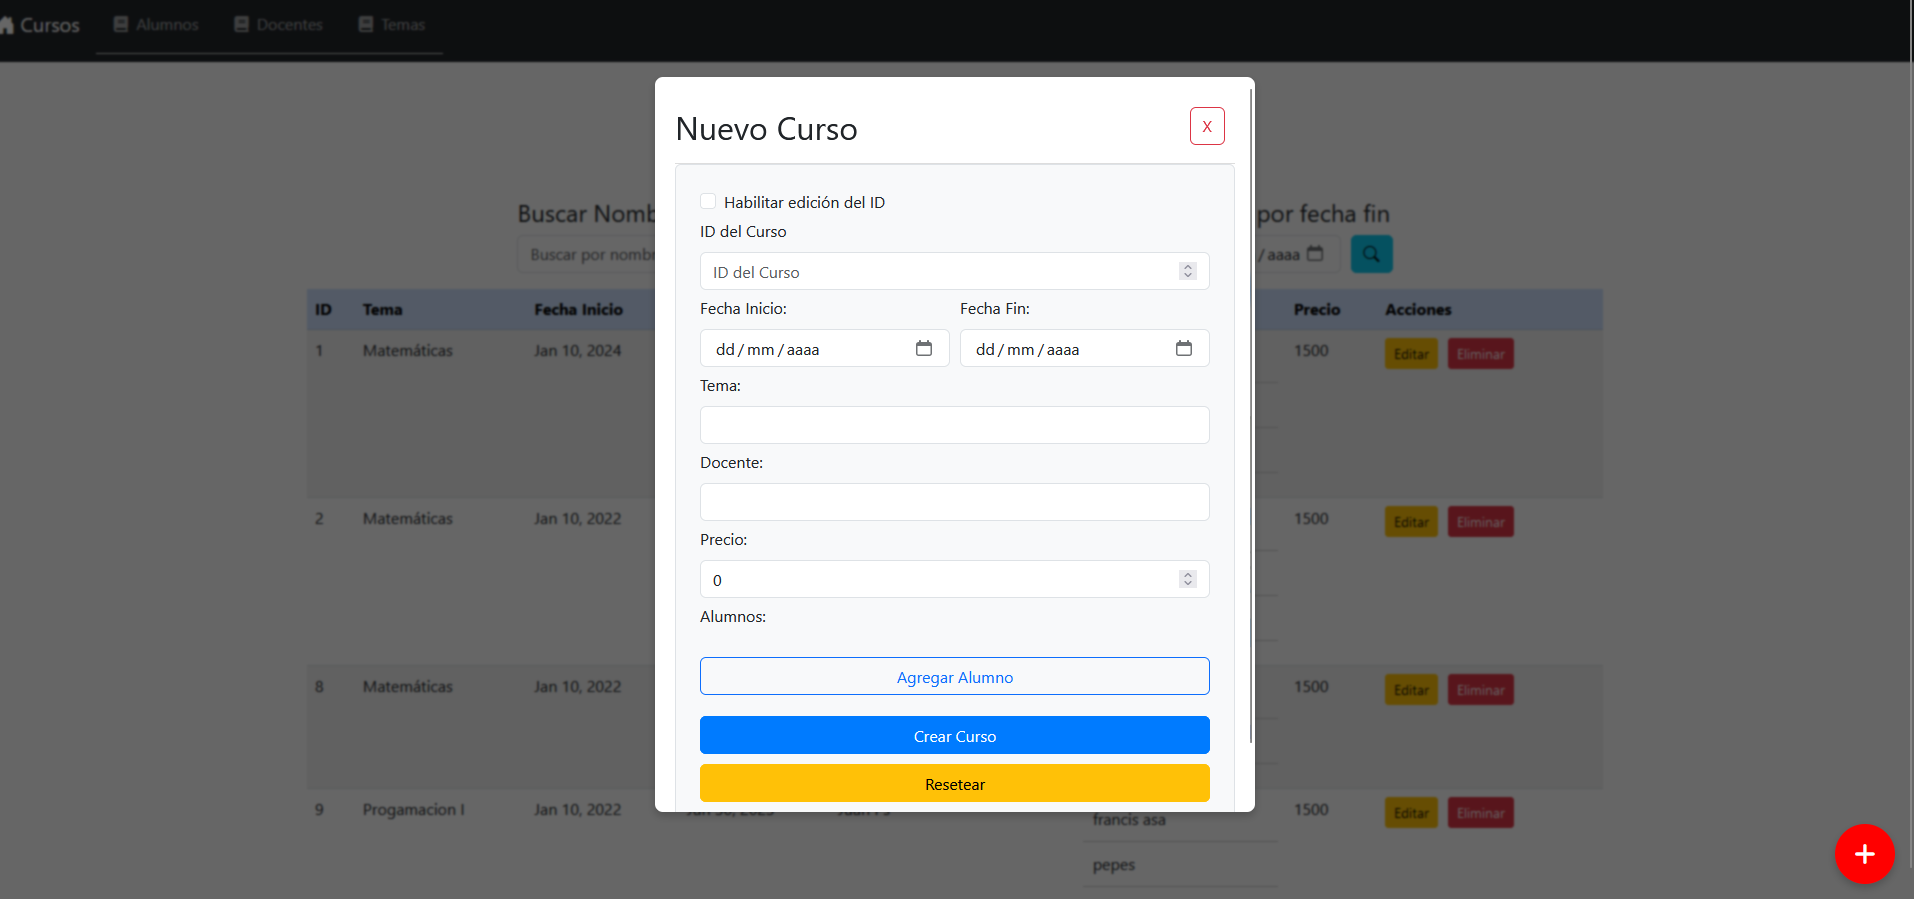 Cursos Alumnos Docentes Temas
Nuevo Curso X
Habilitar edición del ID
ID del Curso
ID del Curso
Fecha Inicio: Fecha Fin:
dd/mm/aaaa dd/mm/aaaa
Tema:
Docente:
Precio:
0
Alumnos:
Agregar Alumno
Crear Curso
Resetear
Buscar por fecha fin
Buscar por /aaaa
ID Tema Fecha Inicio Precio Acciones
1 Matemáticas Jan 10, 2024 1500 Editar Eliminar
2 Matemáticas Jan 10, 2022 1500 Editar Eliminar
8 Matemáticas Jan 10, 2022 1500 Editar Eliminar
9 Progamacion I Jan 10, 2022 1500 Editar Eliminar
francis asa
pepes
+